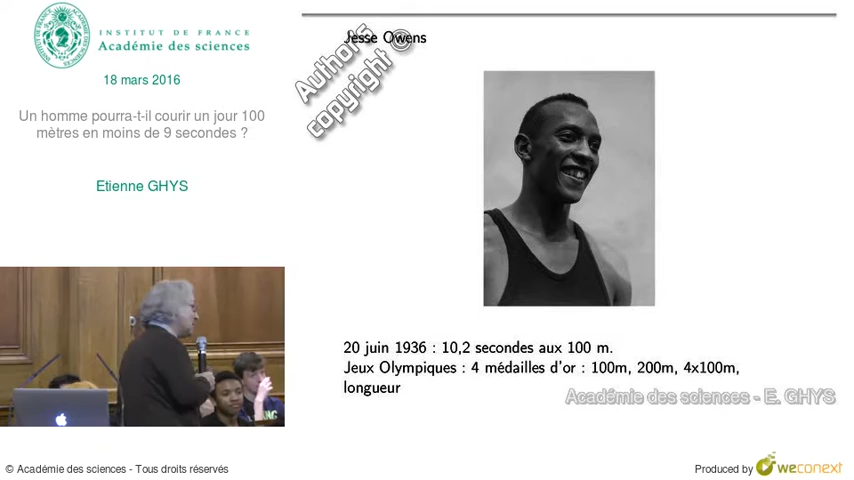 INSTITUT DE FRANCE
Académie des sciences
18 mars 2016
Un homme pourra-t-il courir un jour 100
mètres en moins de 9 secondes ?
Etienne GHYS
Jesse Owens
Author's
copyright ©
20 juin 1936 : 10,2 secondes aux 100 m.
Jeux Olympiques : 4 médailles d'or : 100m, 200m, 4x100m,
longueur
Académie des sciences - E. GHYS
© Académie des sciences - Tous droits réservés
Produced by weconext